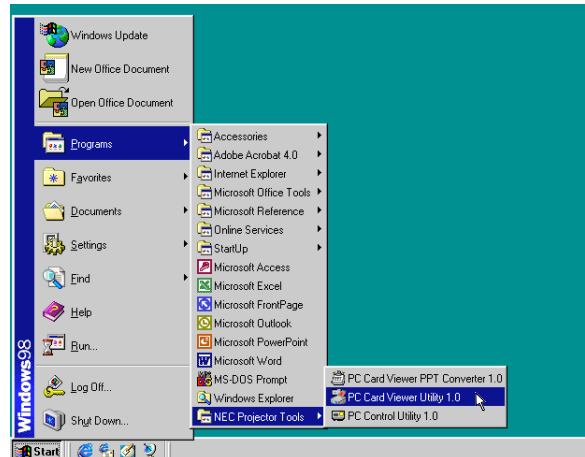 Windows Update
New Office Document
Open Office Document
Programs
Favorites
Documents
Settings
Find
Help
Run...
Log Off...
Shut Down...
Windows98
Accessories
Adobe Acrobat 4.0
Internet Explorer
Microsoft Office Tools
Microsoft Reference
Online Services
StartUp
Microsoft Access
Microsoft Excel
Microsoft FrontPage
Microsoft Outlook
Microsoft PowerPoint
Microsoft Word
MS-DOS Prompt
Windows Explorer
NEC Projector Tools
PC Card Viewer PPT Converter 1.0
PC Card Viewer Utility 1.0
PC Control Utility 1.0
Start